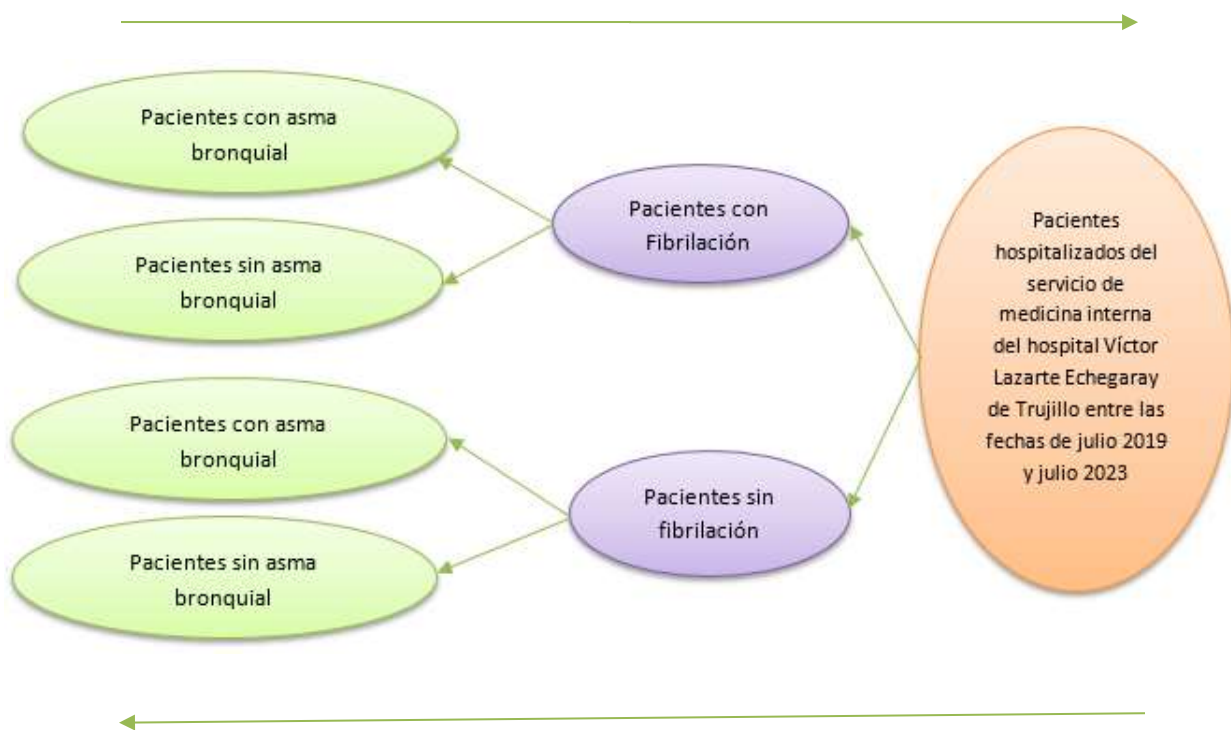 Pacientes con asma
bronquial
Pacientes sin asma
bronquial
Pacientes con asma
bronquial
Pacientes sin asma
bronquial
Pacientes con
Fibrilación
Pacientes sin
fibrilación
Pacientes
hospitalizados del
servicio de
medicina interna
del hospital Víctor
Lazarte Echegaray
de Trujillo entre las
fechas de julio 2019
y julio 2023